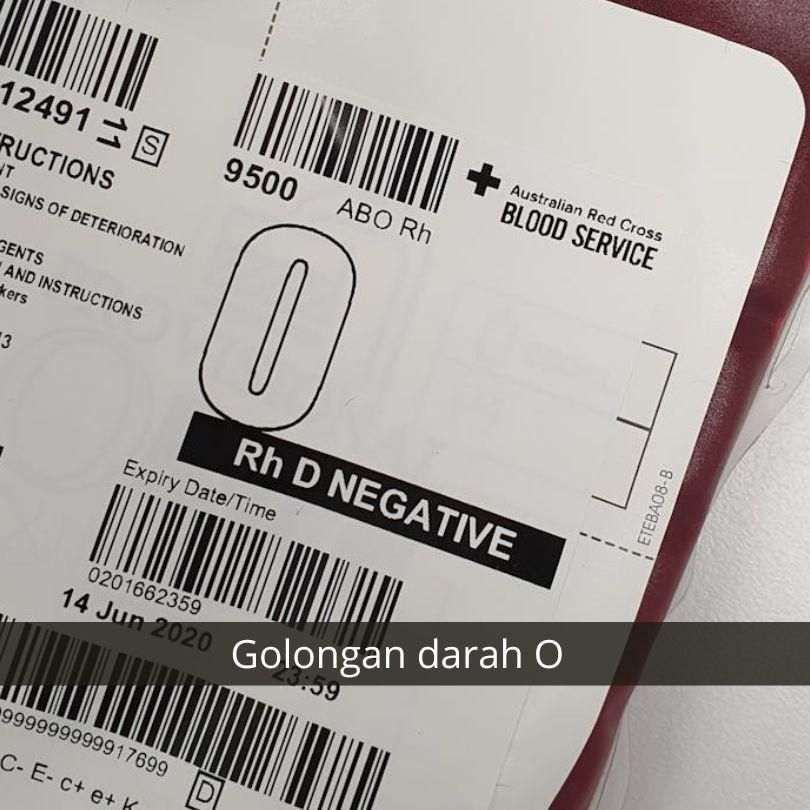 12491
S
RUCTIONS
NT
SIGNS OF DETERIORATION
GENTS
AND INSTRUCTIONS
kers
9500
ABO Rh
Australian Red Cross
BLOOD SERVICE
O
Rh D NEGATIVE
ETEBA08-B
Expiry Date/Time
0201662359
14 Jun 2020
23:59
Golongan darah O
999999999917699
D
C- E- c+ e+ K